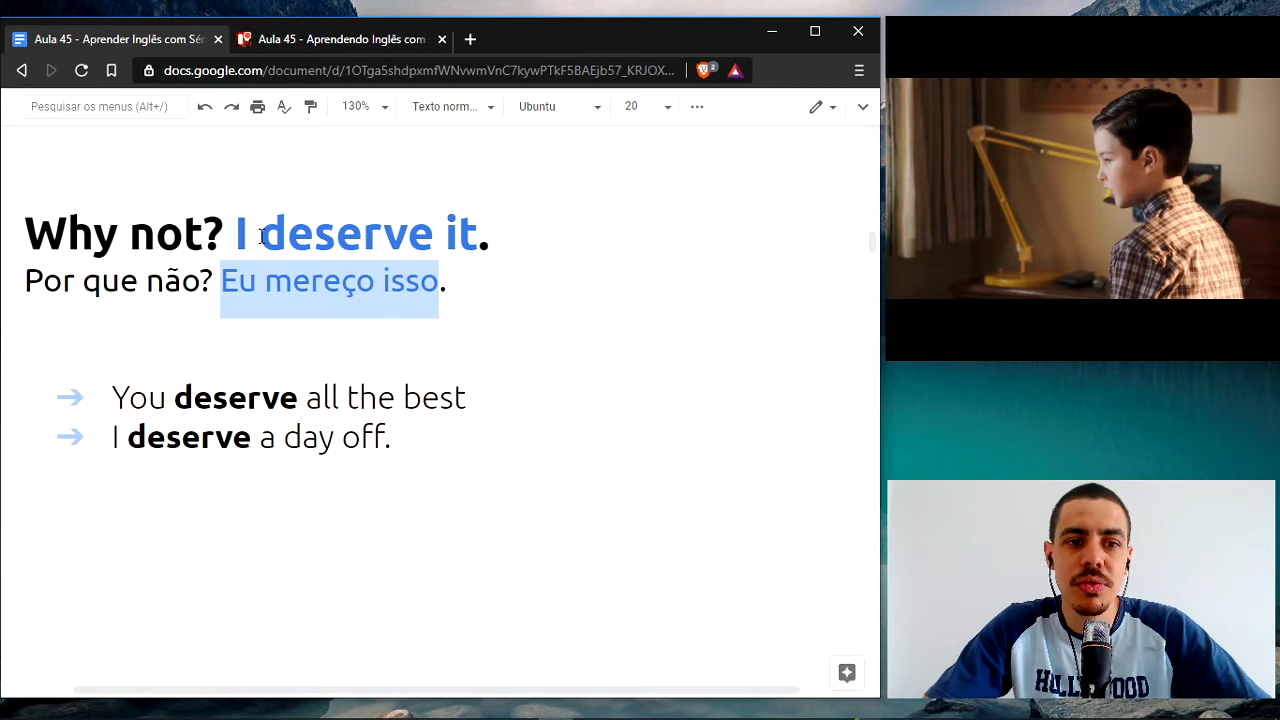 Aula 45 - Aprender Inglês com Sér
Aula 45 - Aprendendo Inglês com
docs.google.com/document/d/1OTga5shdpxmfWNvwmVnC7kywPTkF5BAEjb57_KRJOX...
2
Pesquisar os menus (Alt+/)
130%
Texto norm...
Ubuntu
20
Why not? I deserve it.
Por que não? Eu mereço isso.
➔ You deserve all the best
➔ I deserve a day off.